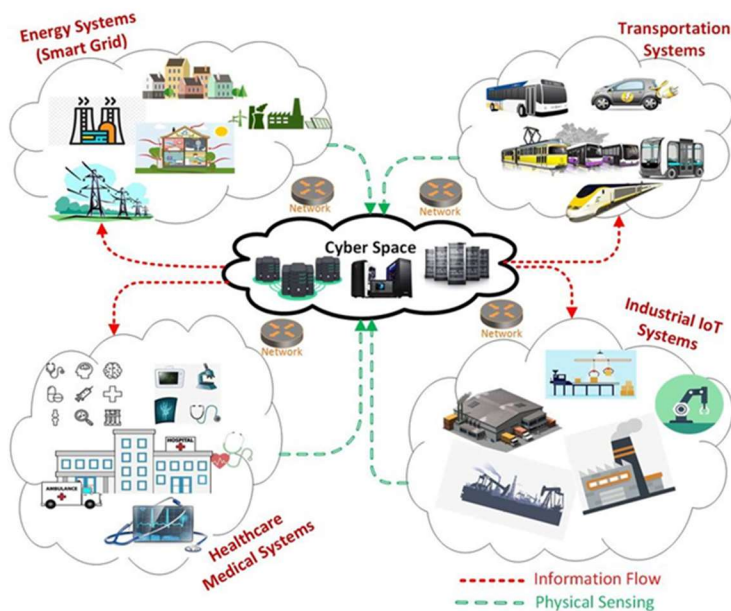 Energy Systems
(Smart Grid)
Transportation
Systems
Network
Network
Cyber Space
Network
Network
Industrial IoT
Systems
HOSPITAL
AMBULANCE
Healthcare
Medical Systems
Information Flow
Physical Sensing